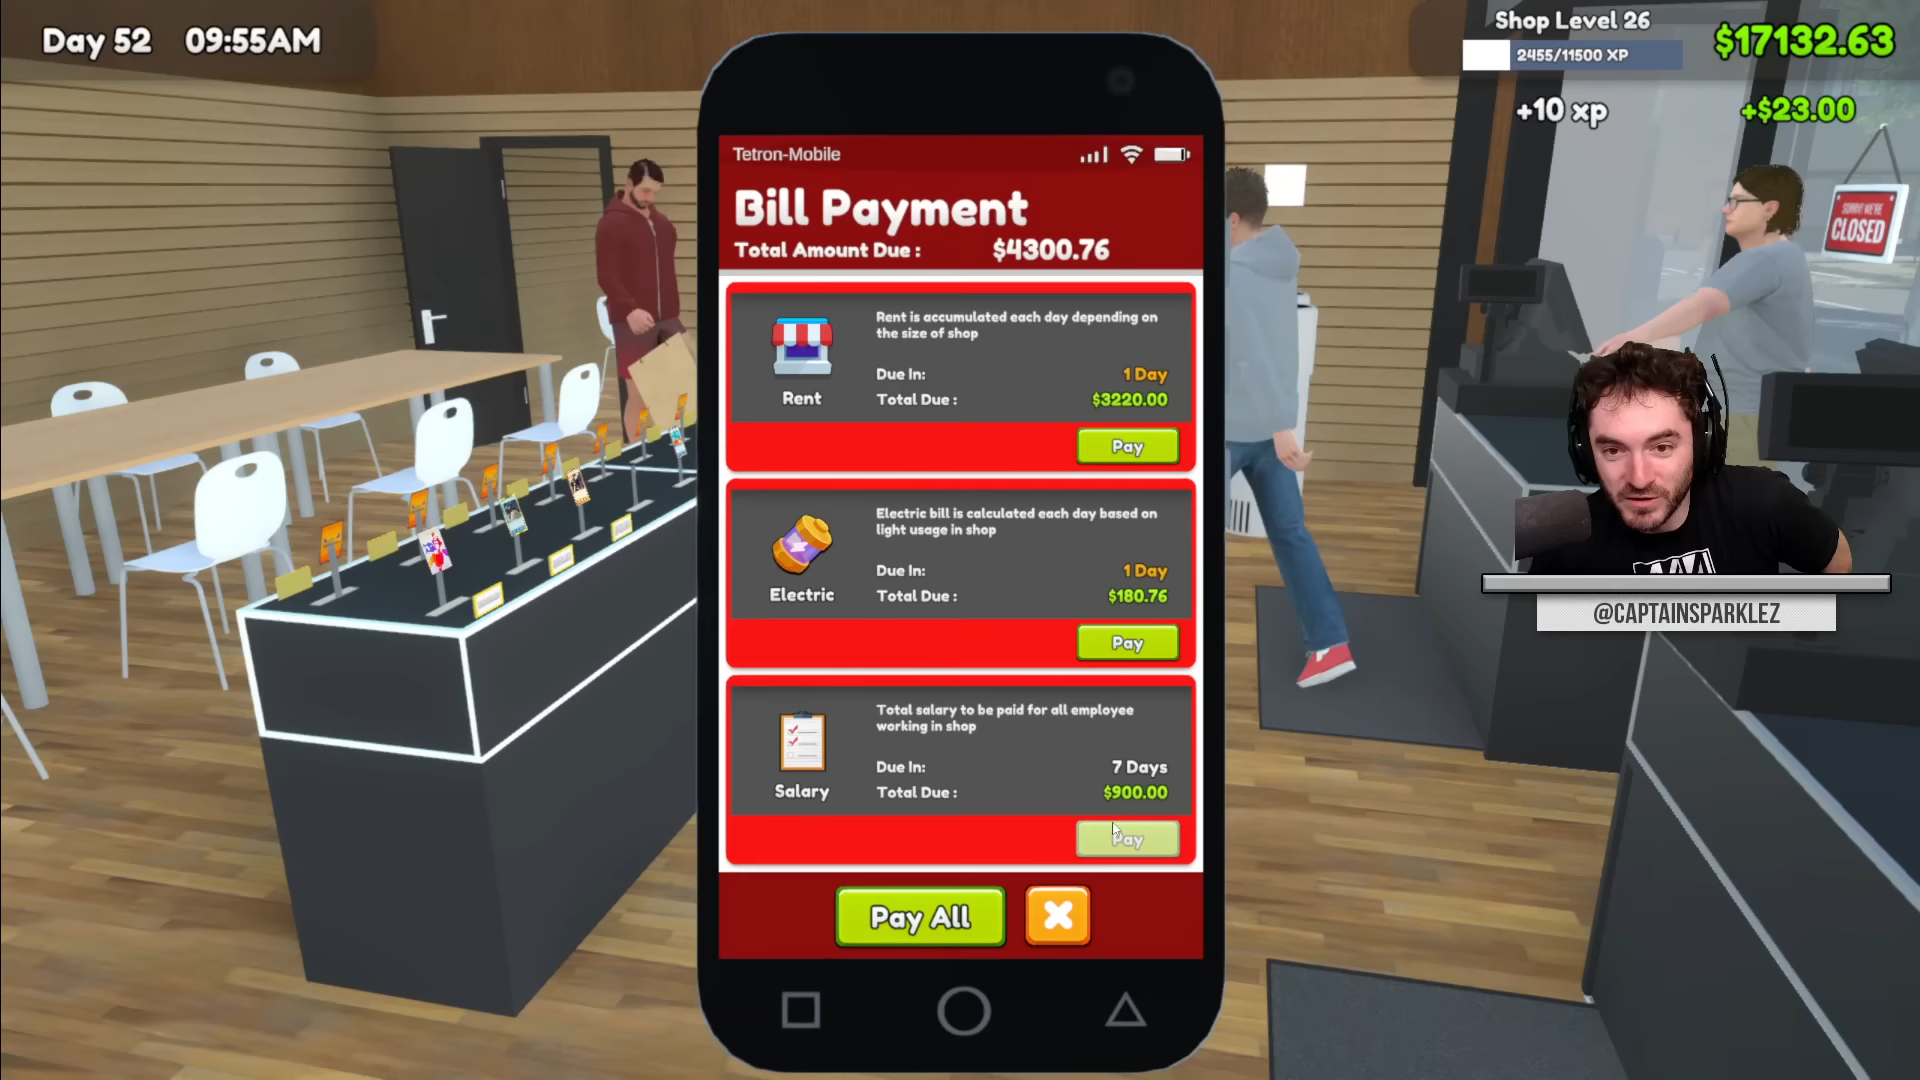 Day 52 09:55AM
Shop Level 26
$17132.63
2455/11500 XP
+10 xp
+$23.00
Tetron-Mobile
Bill Payment
Total Amount Due : $4300.76
Rent is accumulated each day depending on
the size of shop
Due In: 1 Day
Total Due : $3220.00
Rent
Pay
Electric bill is calculated each day based on
light usage in shop
Due In: 1 Day
Total Due : $180.76
Electric
Pay
Total salary to be paid for all employee
working in shop
Due In: 7 Days
Total Due : $900.00
Salary
Pay
Pay All
SORRY WE'RE
CLOSED
@CAPTAINSPARKLEZ